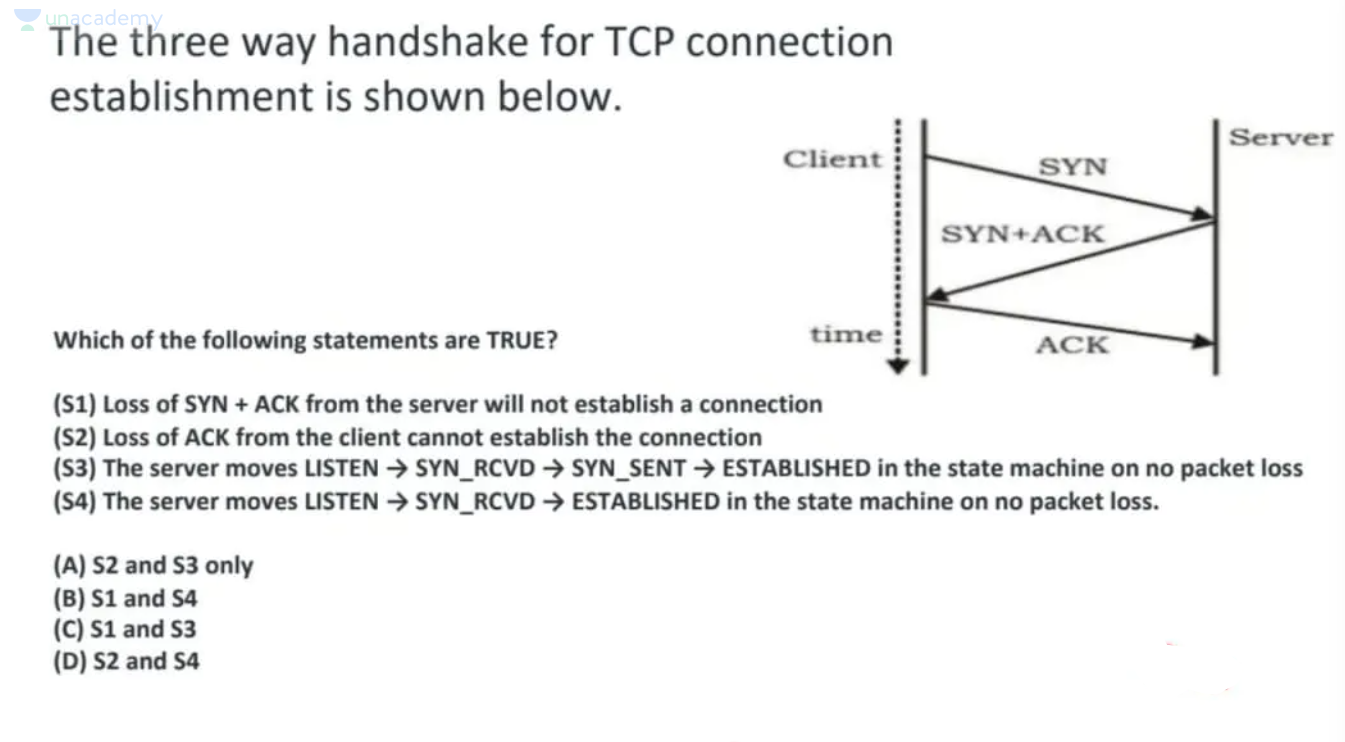 unacademy
The three way handshake for TCP connection
establishment is shown below.
Client
Server
SYN
SYN+ACK
time
ACK
Which of the following statements are TRUE?
(S1) Loss of SYN + ACK from the server will not establish a connection
(S2) Loss of ACK from the client cannot establish the connection
(S3) The server moves LISTEN → SYN_RCVD → SYN_SENT → ESTABLISHED in the state machine on no packet loss
(S4) The server moves LISTEN → SYN_RCVD → ESTABLISHED in the state machine on no packet loss.
(A) S2 and S3 only
(B) S1 and S4
(C) S1 and S3
(D) S2 and S4